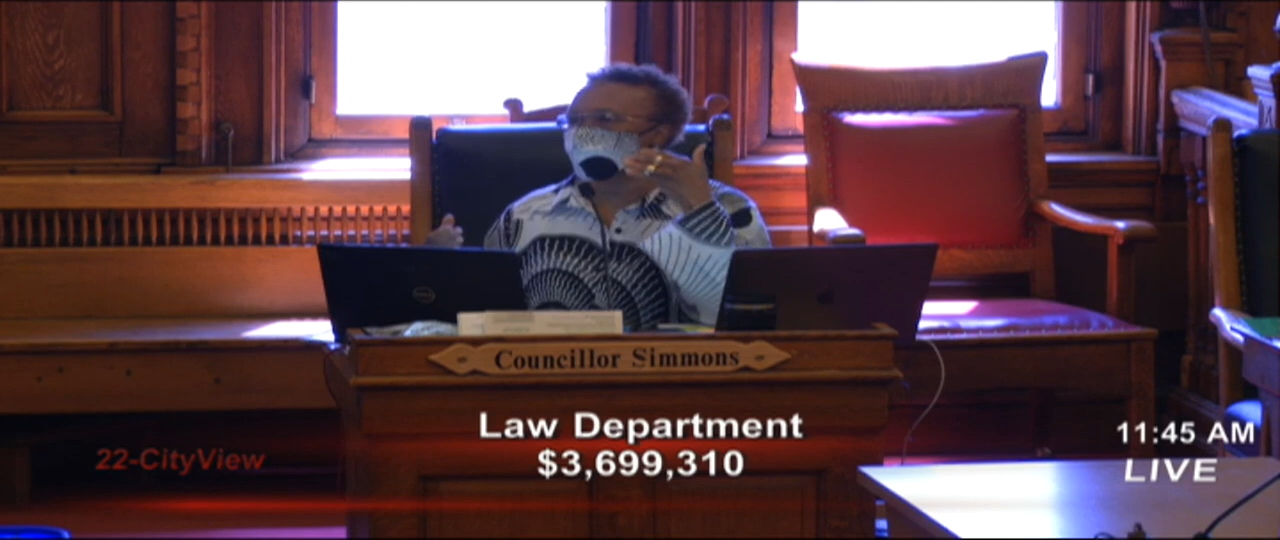 Councillor Simmons
Law Department
$3,699,310
22-CityView
11:45 AM
LIVE